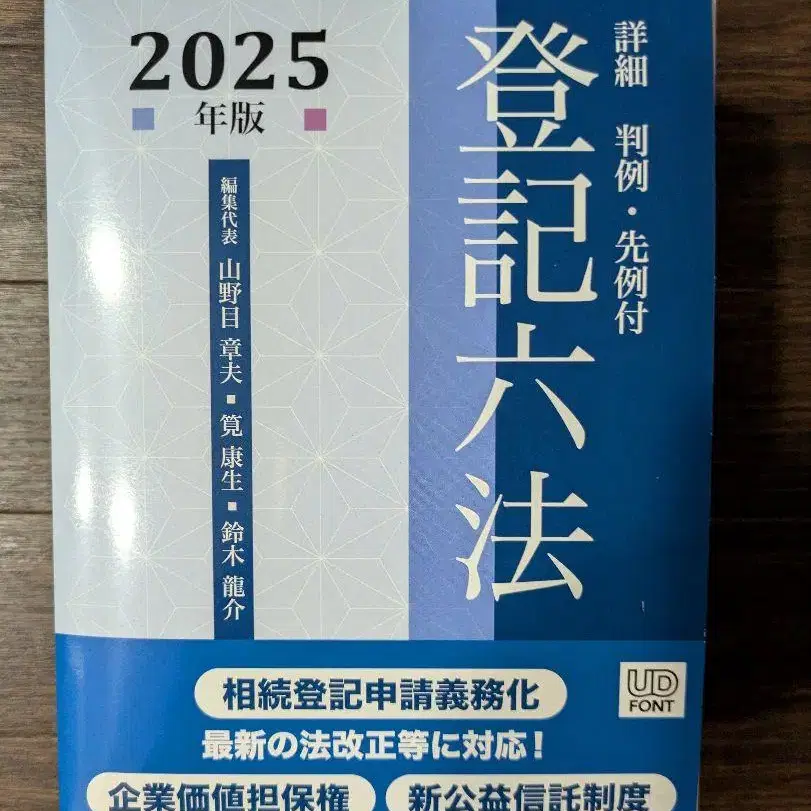 詳細 判例・先例付
登記六法
2025
年版
編集代表 山野目 章夫・筧 康生・鈴木 龍介
相続登記申請義務化
最新の法改正等に対応!
企業価値担保権
新公益信託制度
UD
FONT